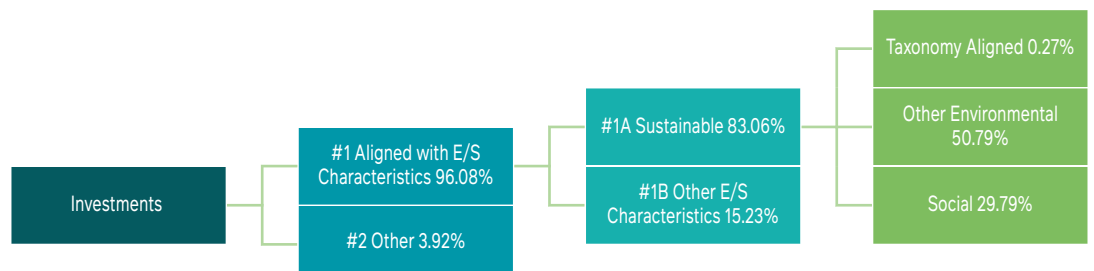 Investments
#1 Aligned with E/S
Characteristics 96.08%
#2 Other 3.92%
#1A Sustainable 83.06%
#1B Other E/S
Characteristics 15.23%
Taxonomy Aligned 0.27%
Other Environmental
50.79%
Social 29.79%